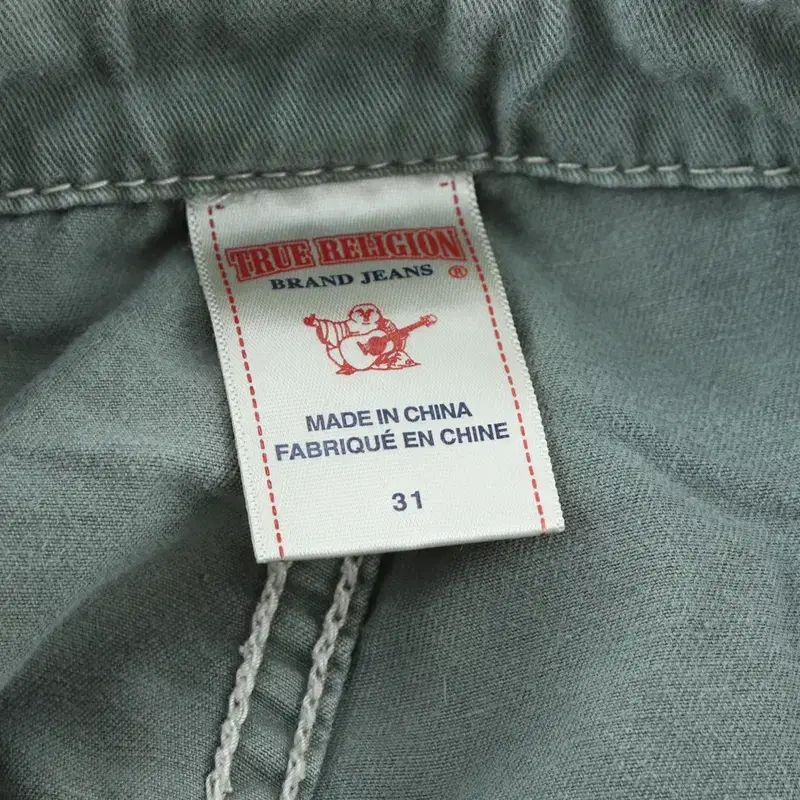 TRUE RELIGION
BRAND JEANS ®
MADE IN CHINA
FABRIQUÉ EN CHINE
31